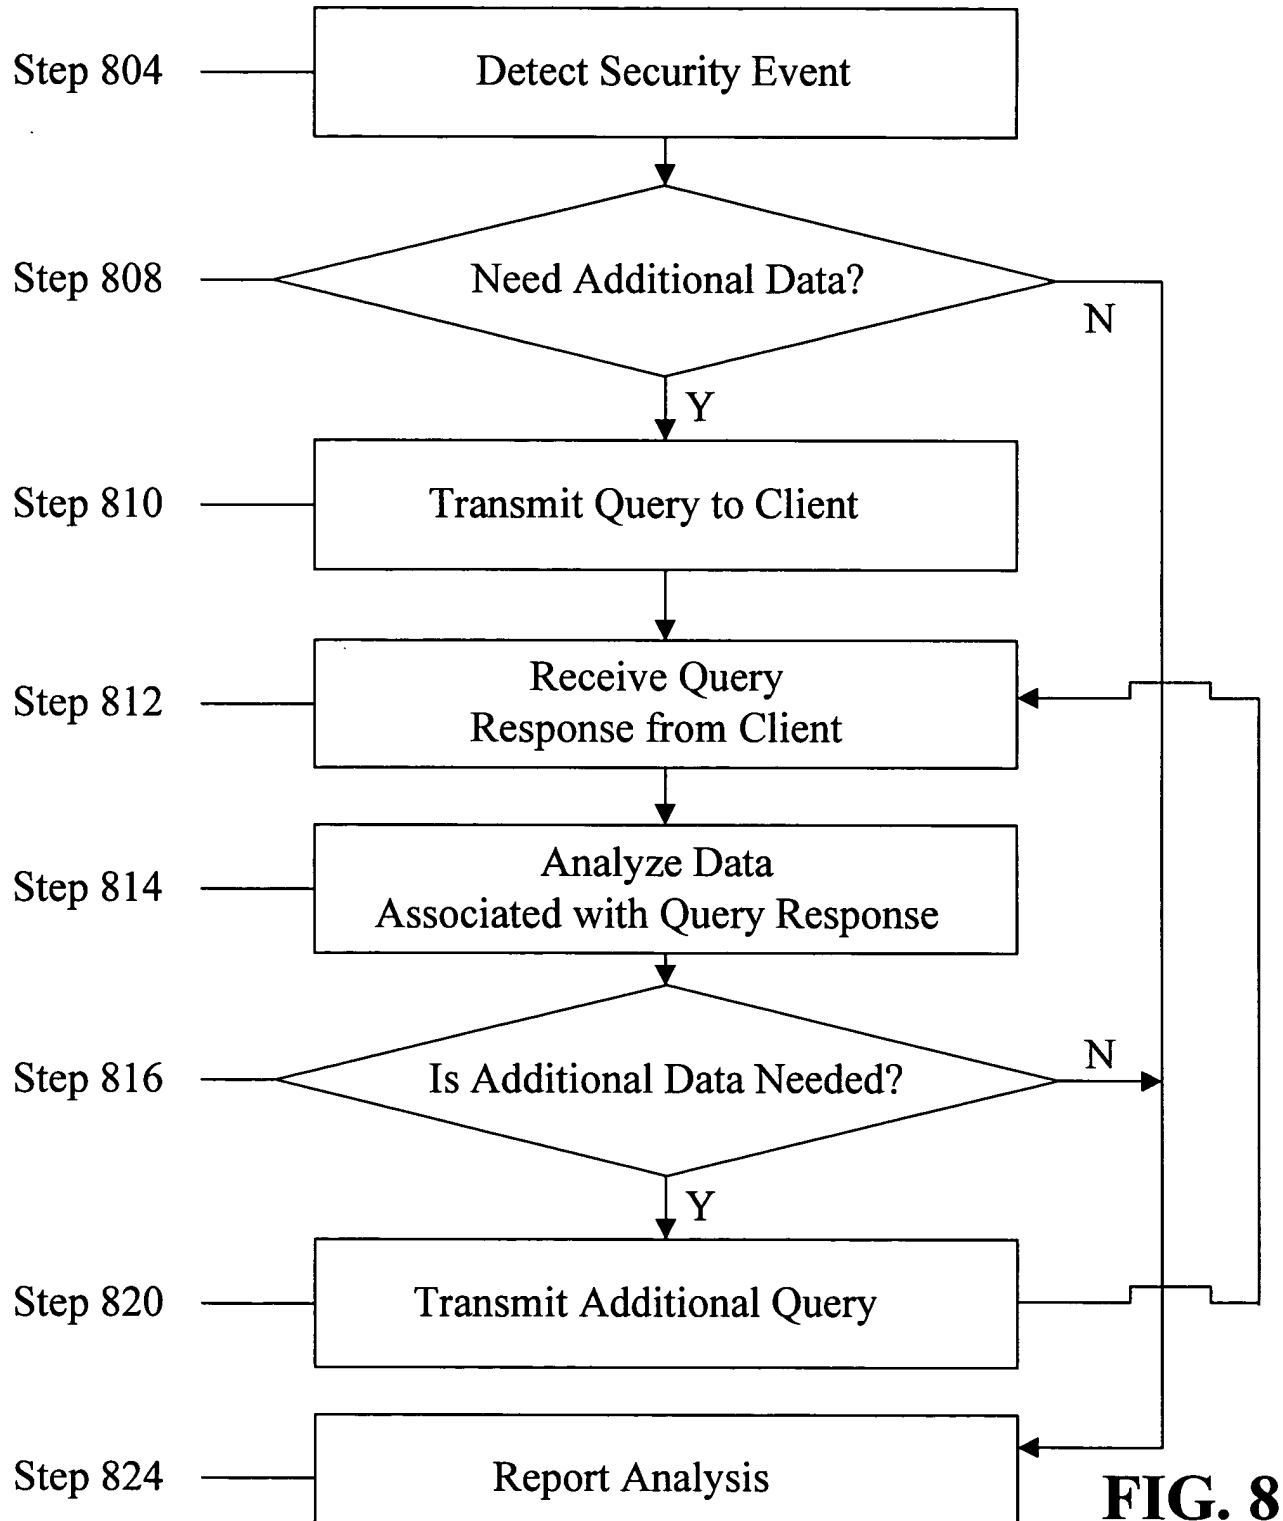 Step 804
Detect Security Event
Step 808
Need Additional Data?
N
Y
Step 810
Transmit Query to Client
Step 812
Receive Query
Response from Client
Step 814
Analyze Data
Associated with Query Response
Step 816
Is Additional Data Needed?
N
Y
Step 820
Transmit Additional Query
Step 824
Report Analysis
FIG. 8